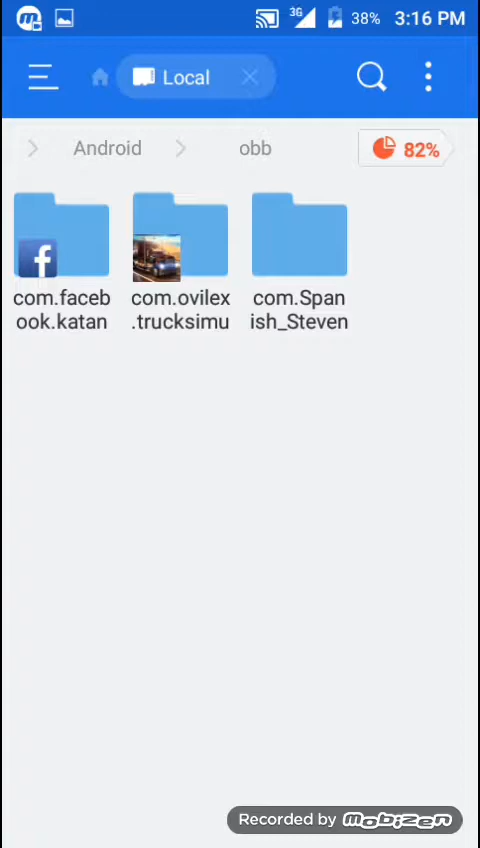 3G 38% 3:16 PM
Local
Android obb 82%
com.faceb
ook.katan
com.ovilex
.trucksimu
com.Span
ish_Steven
Recorded by mobizen